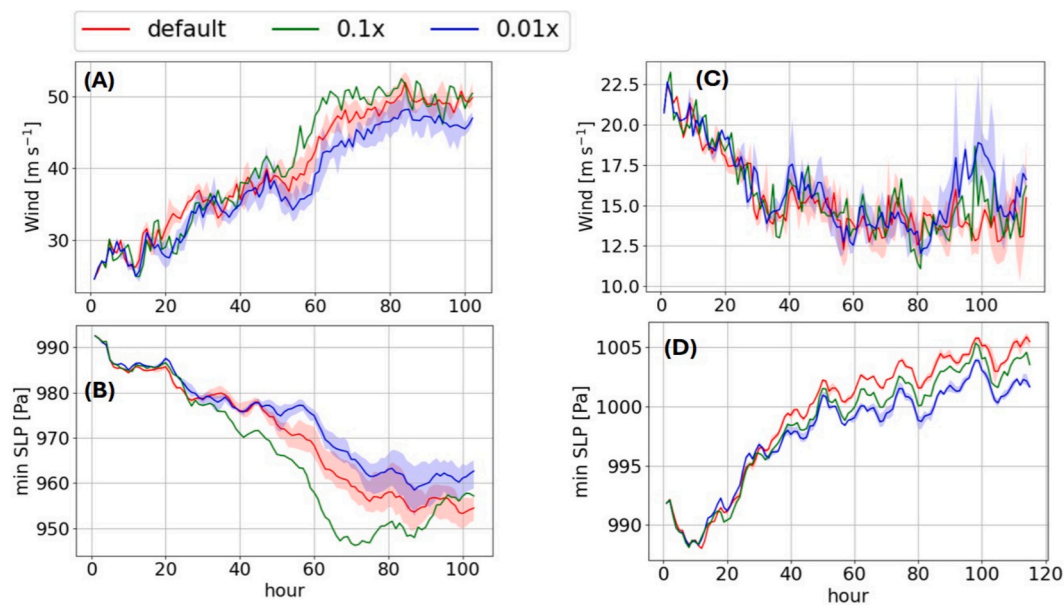 default 0.1x 0.01x
(A)
Wind [m s⁻¹]
50
40
30
0 20 40 60 80 100
(C)
Wind [m s⁻¹]
22.5
20.0
17.5
15.0
12.5
10.0
0 20 40 60 80 100
(B)
min SLP [Pa]
990
980
970
960
950
0 20 40 60 80 100
hour
(D)
min SLP [Pa]
1005
1000
995
990
0 20 40 60 80 100 120
hour